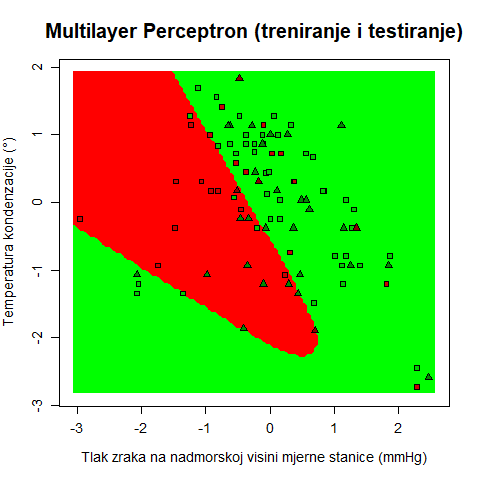 Multilayer Perceptron (treniranje i testiranje)
2
1
0
-1
-2
-3
Temperatura kondenzacije (°)
-3 -2 -1 0 1 2
Tlak zraka na nadmorskoj visini mjerne stanice (mmHg)